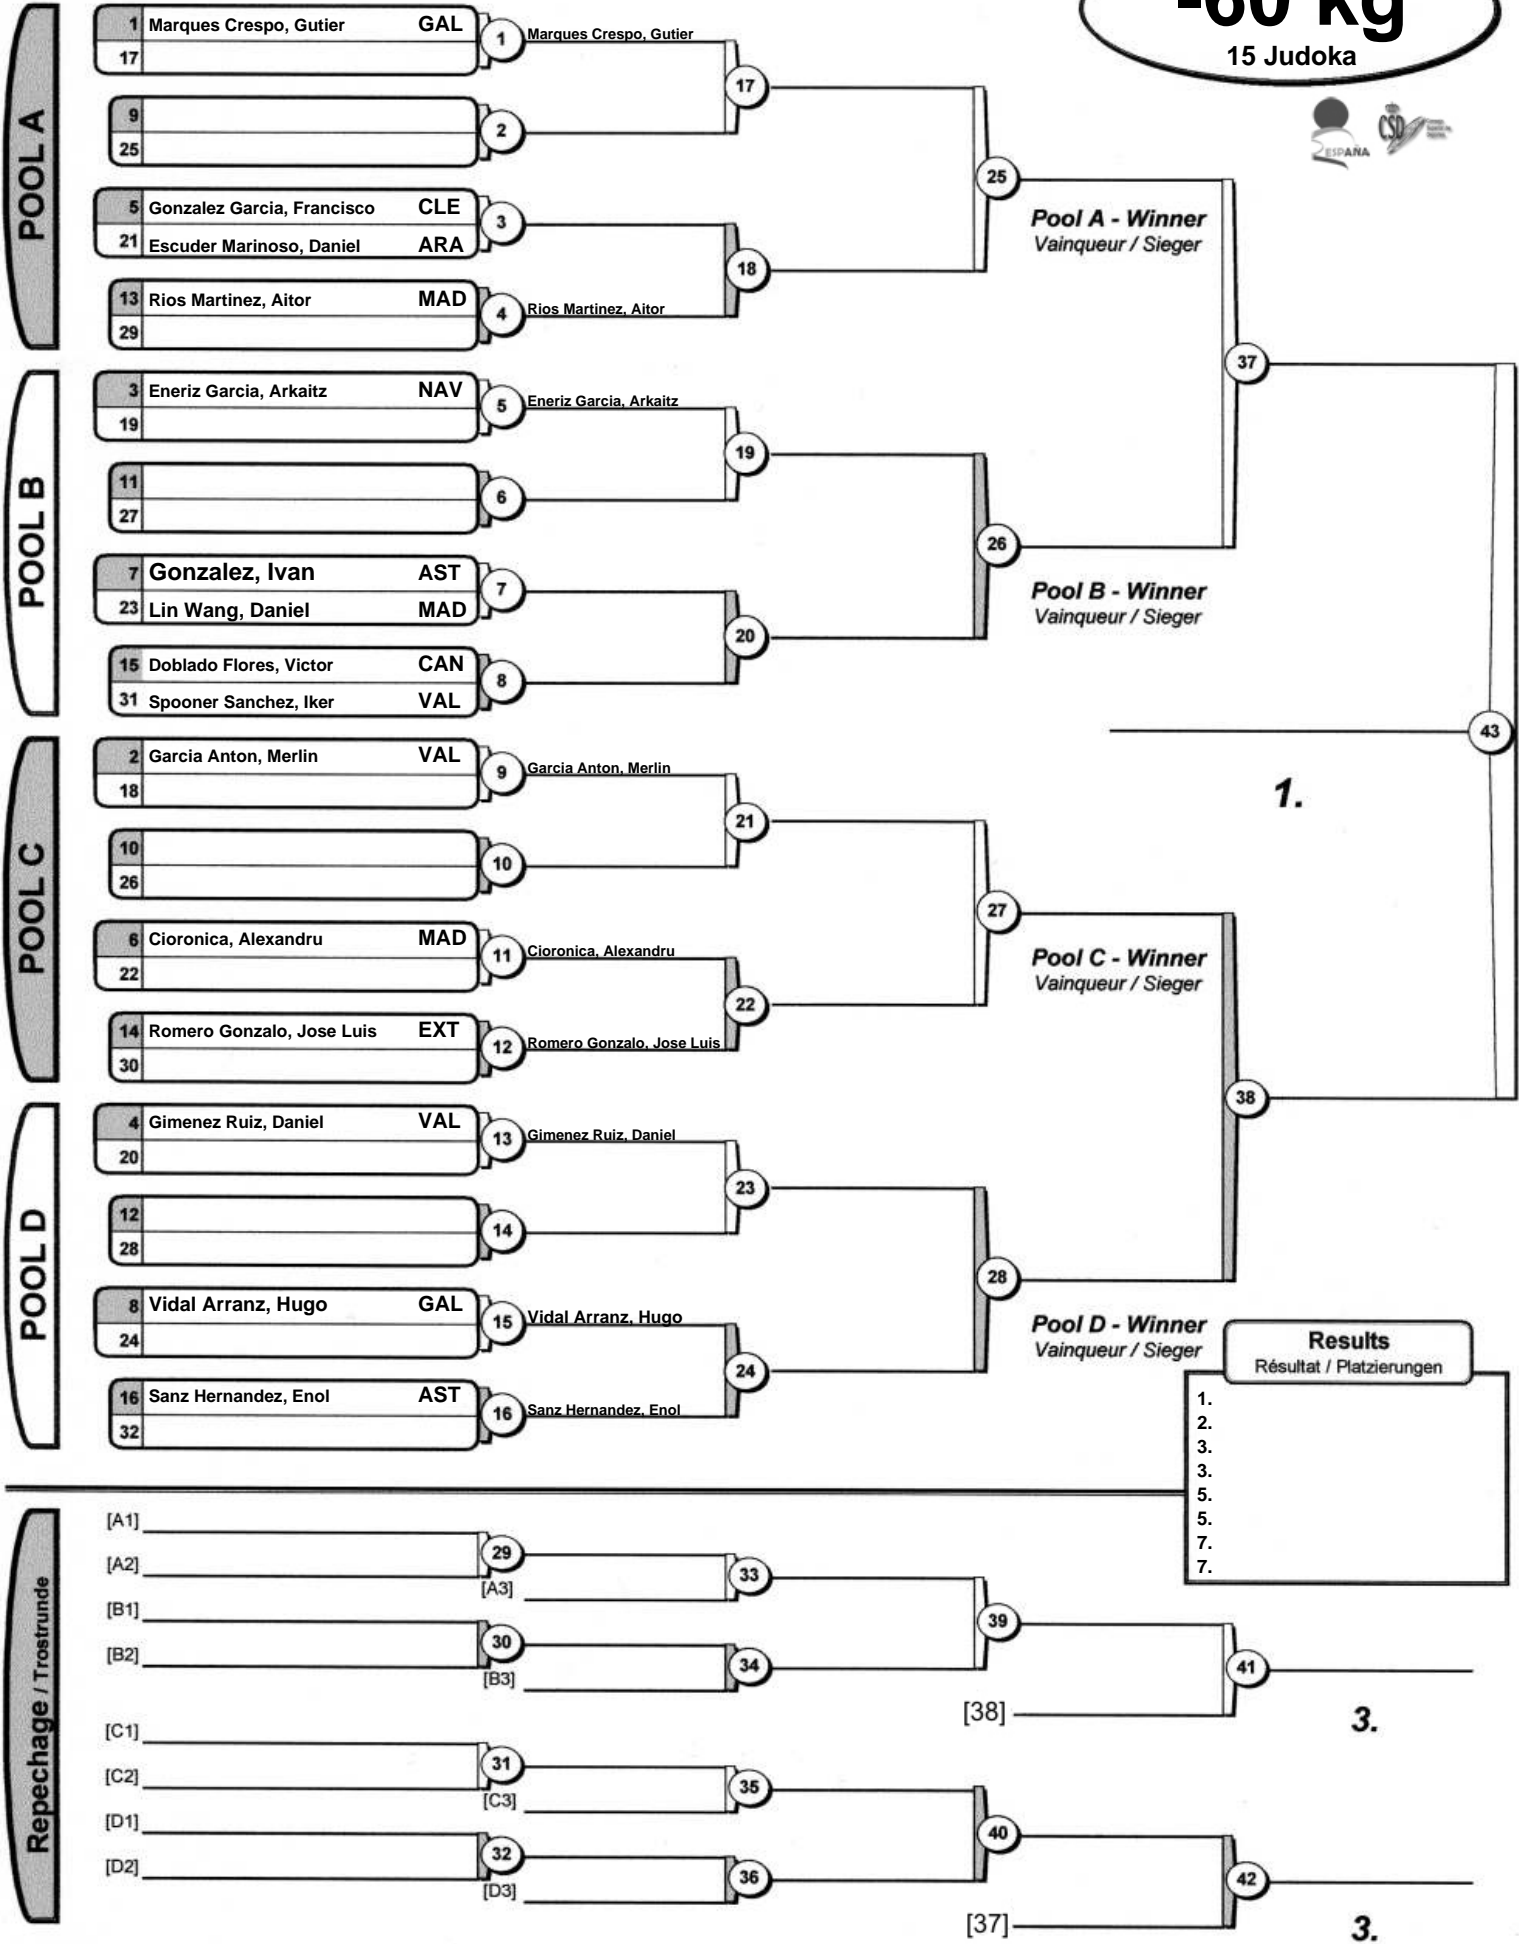 -60 kg
15 Judoka
ESPAÑA
CSD
POOL A
1 Marques Crespo, Gutier GAL
17
1 Marques Crespo, Gutier
9
25
2
17
5 Gonzalez Garcia, Francisco CLE
21 Escuder Marinoso, Daniel ARA
3
13 Rios Martinez, Aitor MAD
29
4 Rios Martinez, Aitor
18
25
Pool A - Winner
Vainqueur / Sieger
POOL B
3 Eneriz Garcia, Arkaitz NAV
19
5 Eneriz Garcia, Arkaitz
11
27
6
19
7 Gonzalez, Ivan AST
23 Lin Wang, Daniel MAD
7
15 Doblado Flores, Victor CAN
31 Spooner Sanchez, Iker VAL
8
20
26
Pool B - Winner
Vainqueur / Sieger
37
43
1.
POOL C
2 Garcia Anton, Merlin VAL
18
9 Garcia Anton, Merlin
10
26
10
21
6 Cioronica, Alexandru MAD
22
11 Cioronica, Alexandru
14 Romero Gonzalo, Jose Luis EXT
30
12 Romero Gonzalo, Jose Luis
22
27
Pool C - Winner
Vainqueur / Sieger
POOL D
4 Gimenez Ruiz, Daniel VAL
20
13 Gimenez Ruiz, Daniel
12
28
14
23
8 Vidal Arranz, Hugo GAL
24
15 Vidal Arranz, Hugo
16 Sanz Hernandez, Enol AST
32
16 Sanz Hernandez, Enol
24
28
Pool D - Winner
Vainqueur / Sieger
38
Results
Résultat / Platzierungen
1.
2.
3.
3.
5.
5.
7.
7.
Repechage / Trostrunde
[A1]
[A2]
29
[A3]
33
[B1]
[B2]
30
[B3]
34
39
[38]
41
3.
[C1]
[C2]
31
[C3]
35
[D1]
[D2]
32
[D3]
36
40
[37]
42
3.